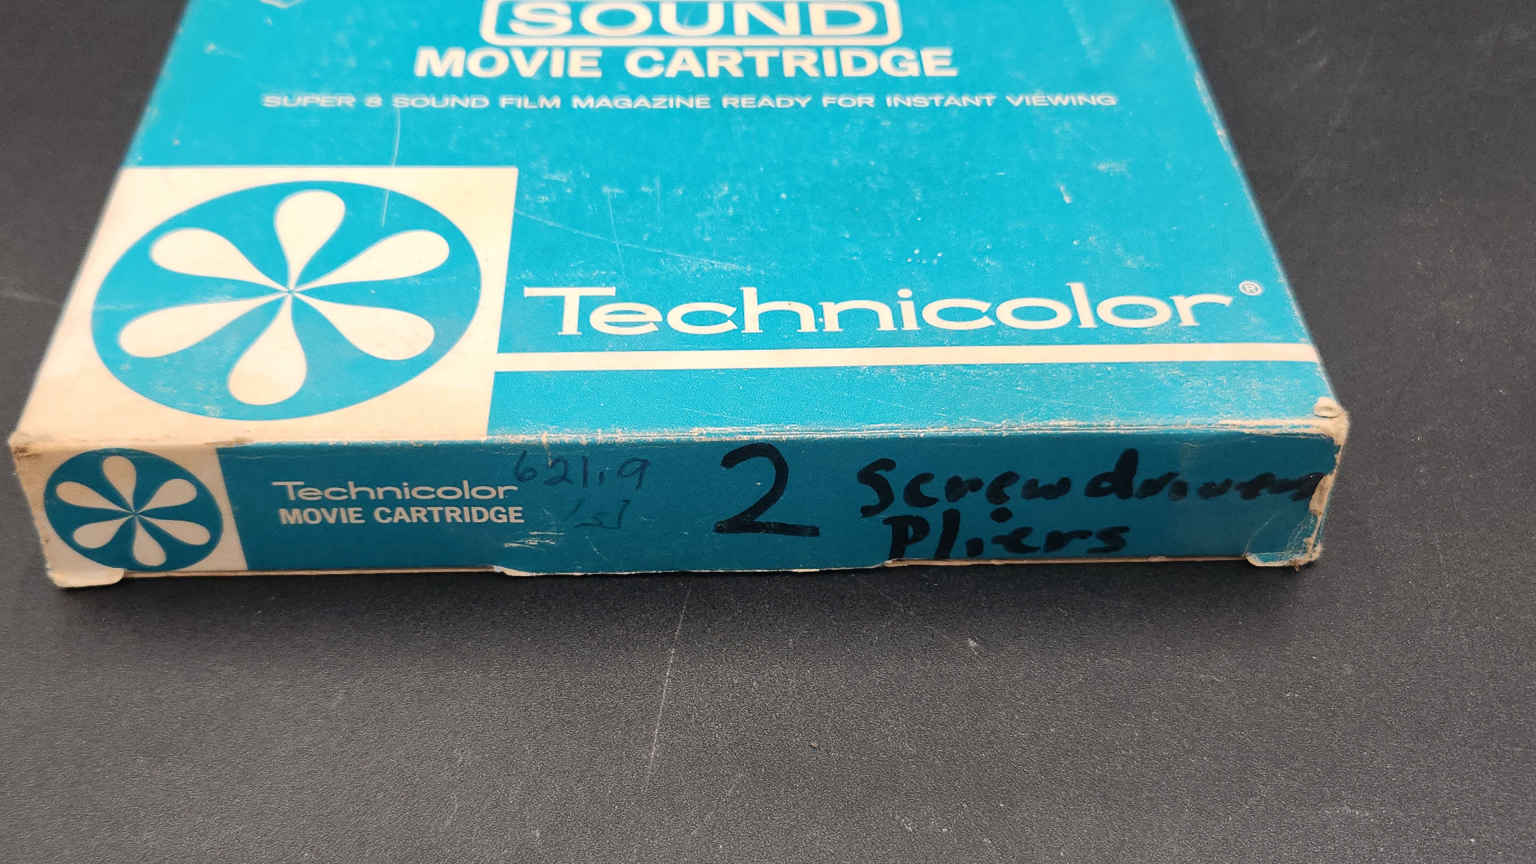 SOUND
MOVIE CARTRIDGE
SUPER 8 SOUND FILM MAGAZINE READY FOR INSTANT VIEWING
Technicolor®
Technicolor
MOVIE CARTRIDGE
621.9
2
Screwdrivers
Pliers